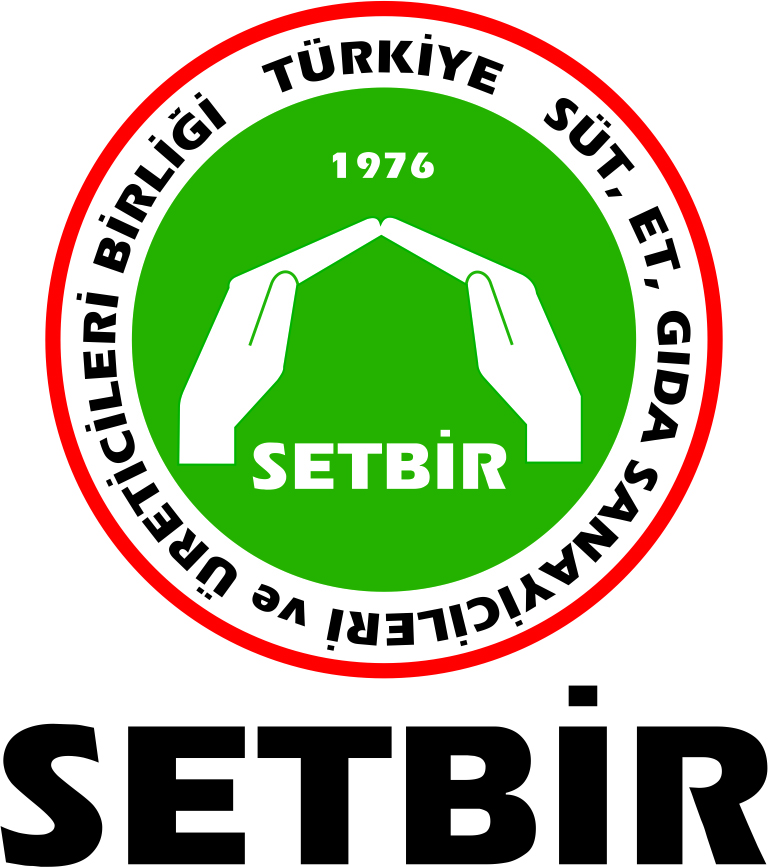 TÜRKİYE SÜT, ET, GIDA SANAYİCİLERİ ve ÜRETİCİLERİ BİRLİĞİ
1976
SETBİR
SETBİR